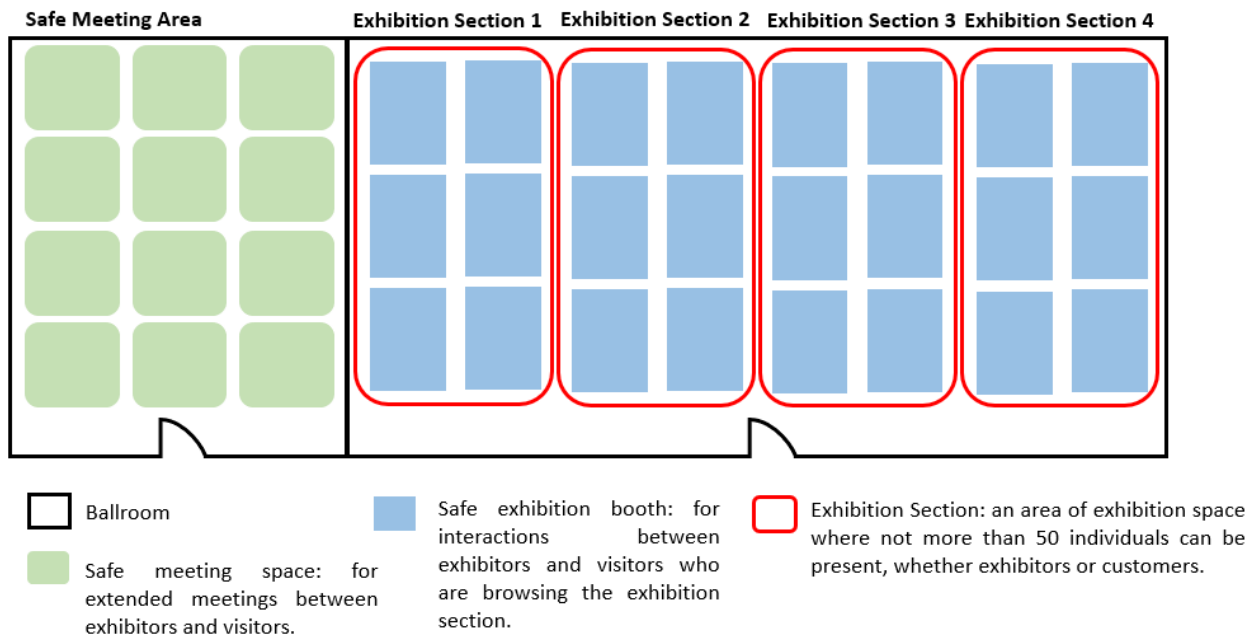 Safe Meeting Area
Exhibition Section 1
Exhibition Section 2
Exhibition Section 3
Exhibition Section 4
Ballroom
Safe meeting space: for
extended meetings between
exhibitors and visitors.
Safe exhibition booth: for
interactions between
exhibitors and visitors who
are browsing the exhibition
section.
Exhibition Section: an area of exhibition space
where not more than 50 individuals can be
present, whether exhibitors or customers.